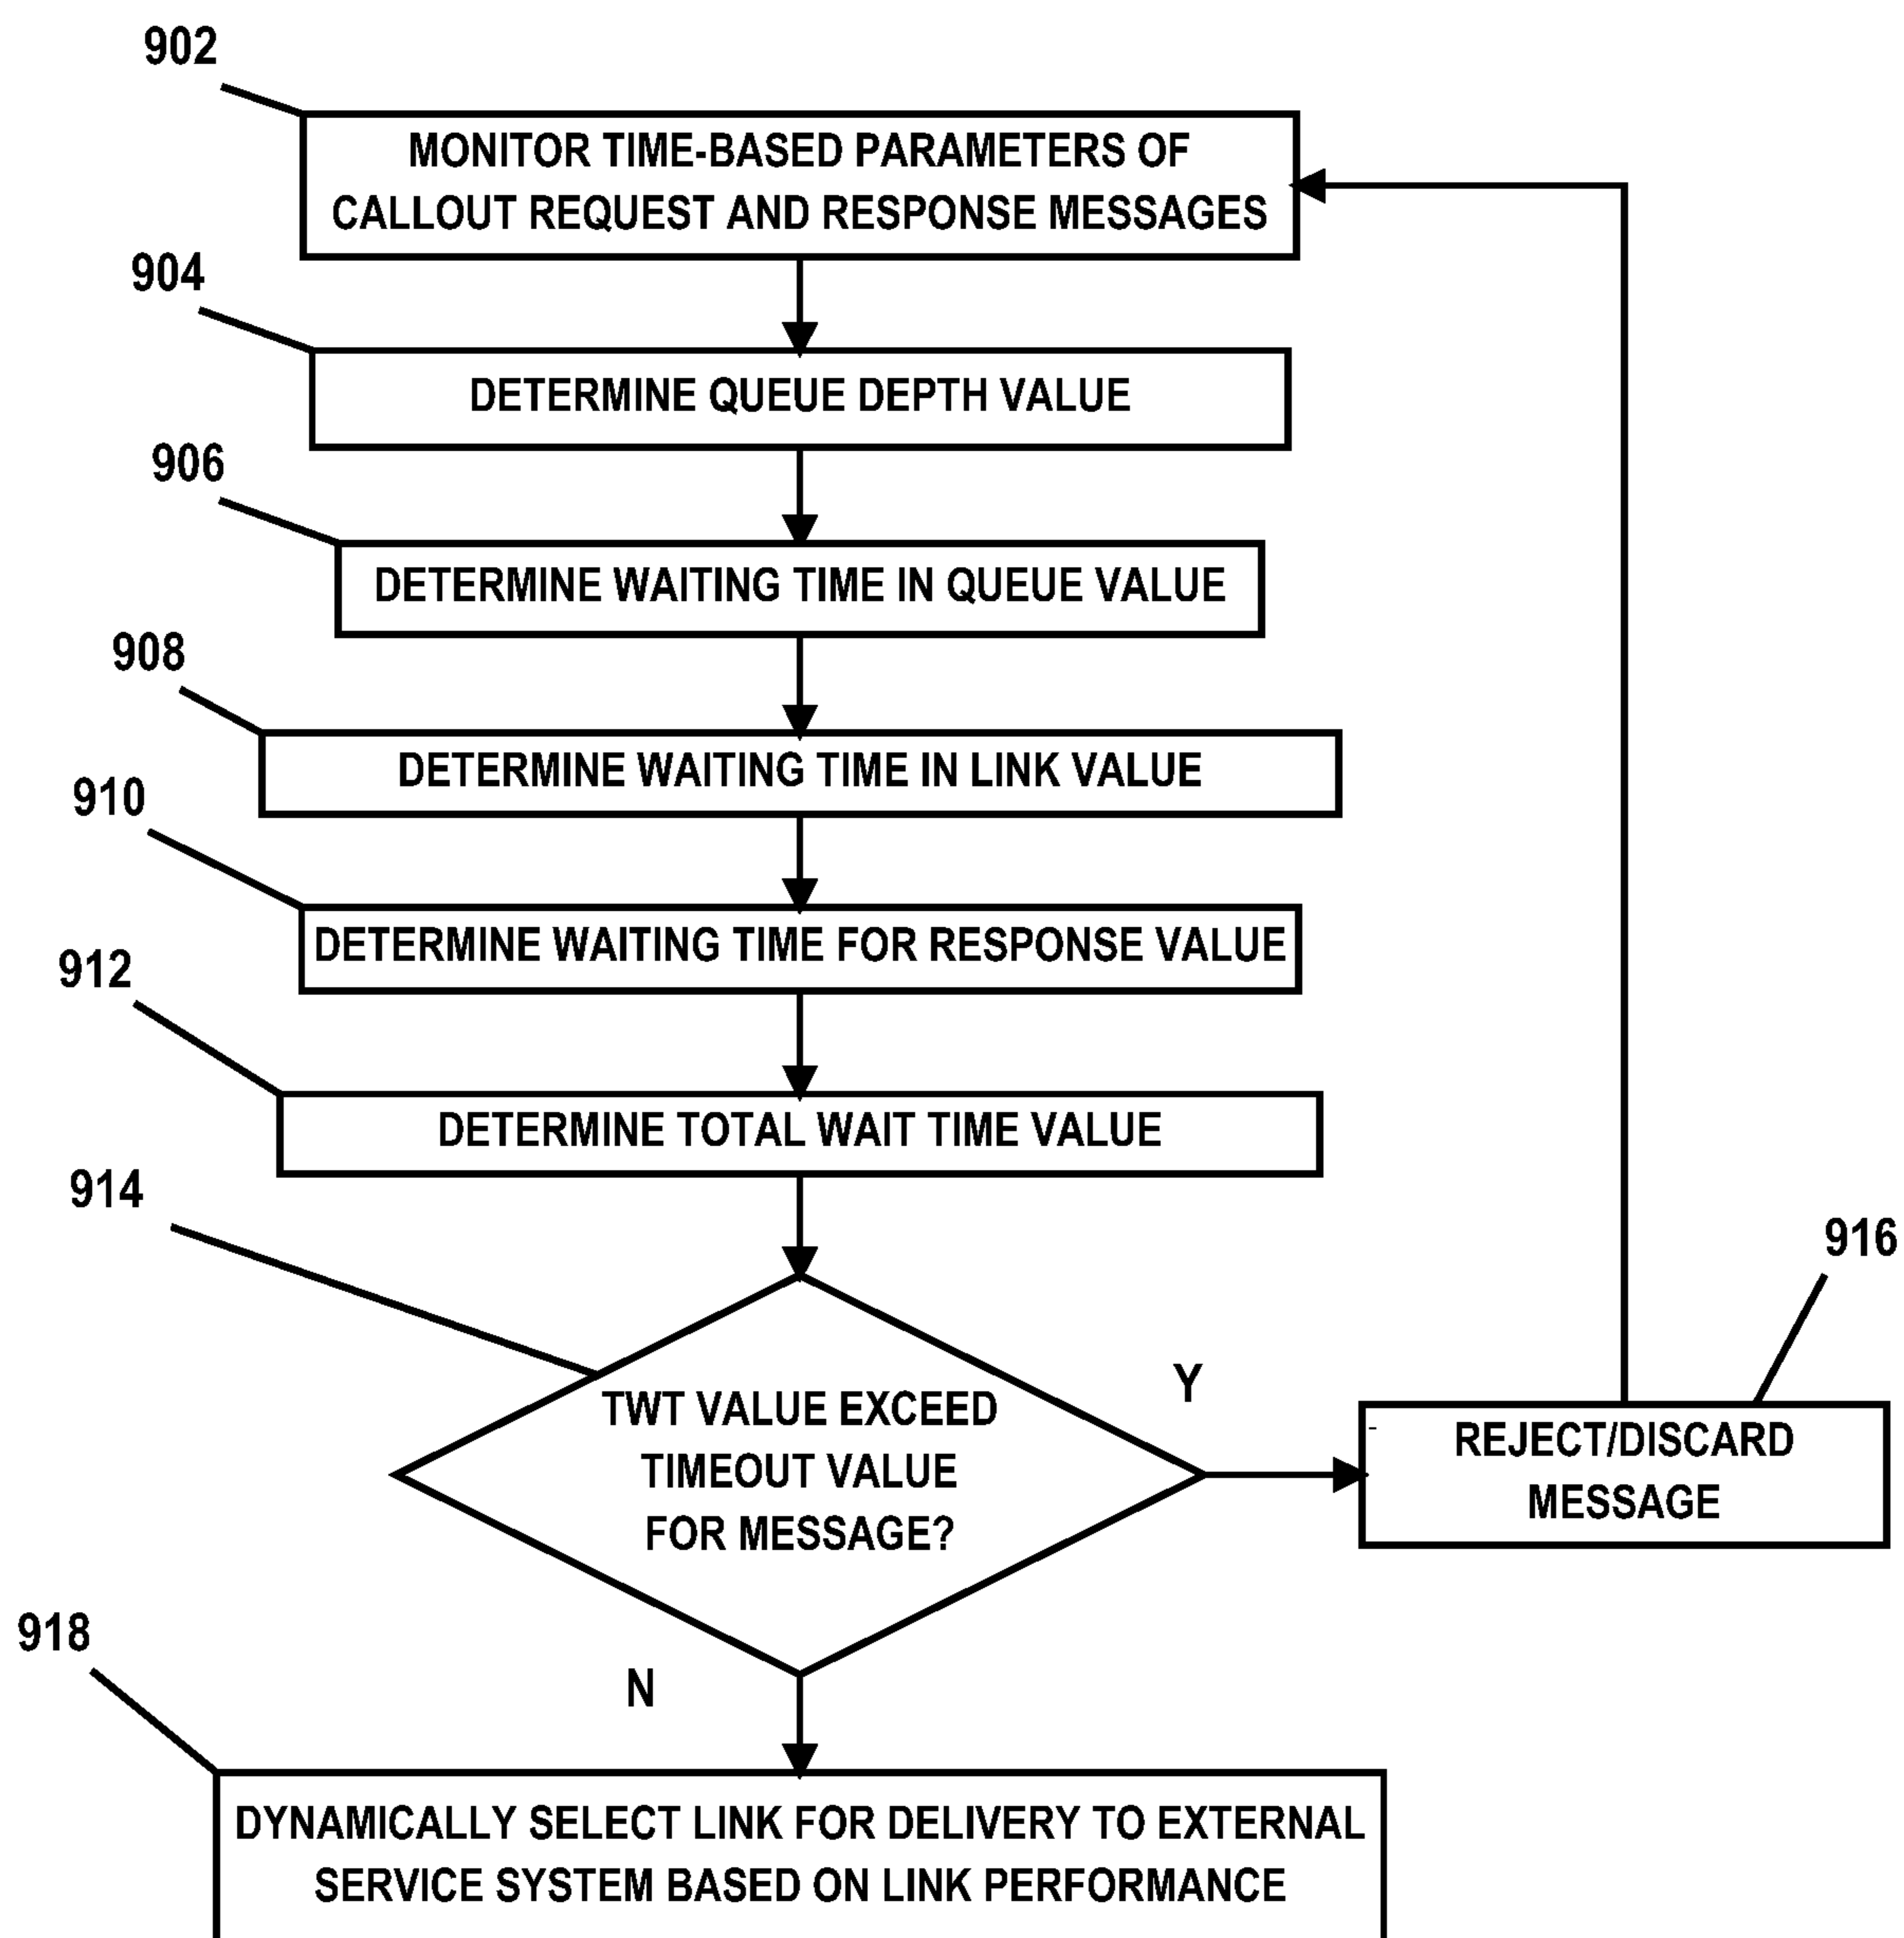 902
MONITOR TIME-BASED PARAMETERS OF
CALLOUT REQUEST AND RESPONSE MESSAGES
904
DETERMINE QUEUE DEPTH VALUE
906
DETERMINE WAITING TIME IN QUEUE VALUE
908
DETERMINE WAITING TIME IN LINK VALUE
910
DETERMINE WAITING TIME FOR RESPONSE VALUE
912
DETERMINE TOTAL WAIT TIME VALUE
914
TWT VALUE EXCEED
TIMEOUT VALUE
FOR MESSAGE?
Y
916
REJECT/DISCARD
MESSAGE
N
918
DYNAMICALLY SELECT LINK FOR DELIVERY TO EXTERNAL
SERVICE SYSTEM BASED ON LINK PERFORMANCE